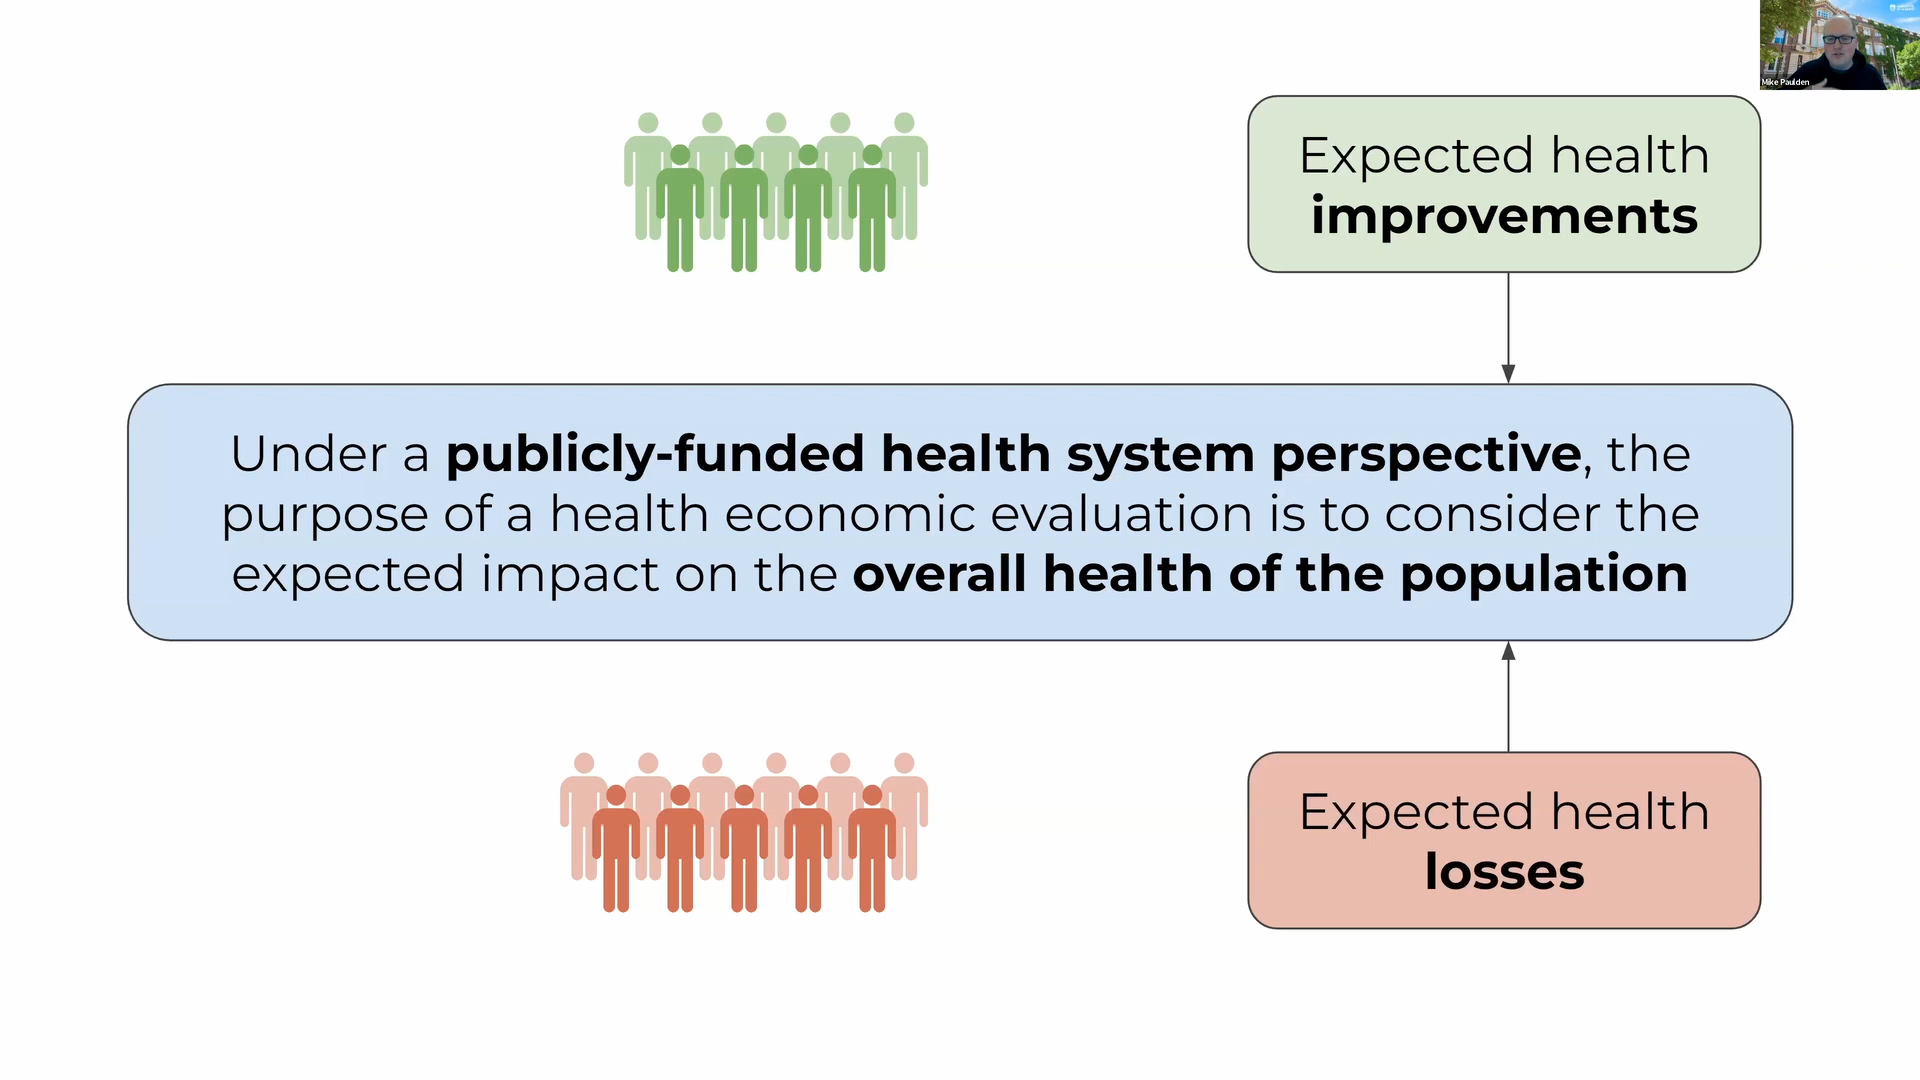 Mike Paulden
Expected health
improvements
Under a publicly-funded health system perspective, the
purpose of a health economic evaluation is to consider the
expected impact on the overall health of the population
Expected health
losses